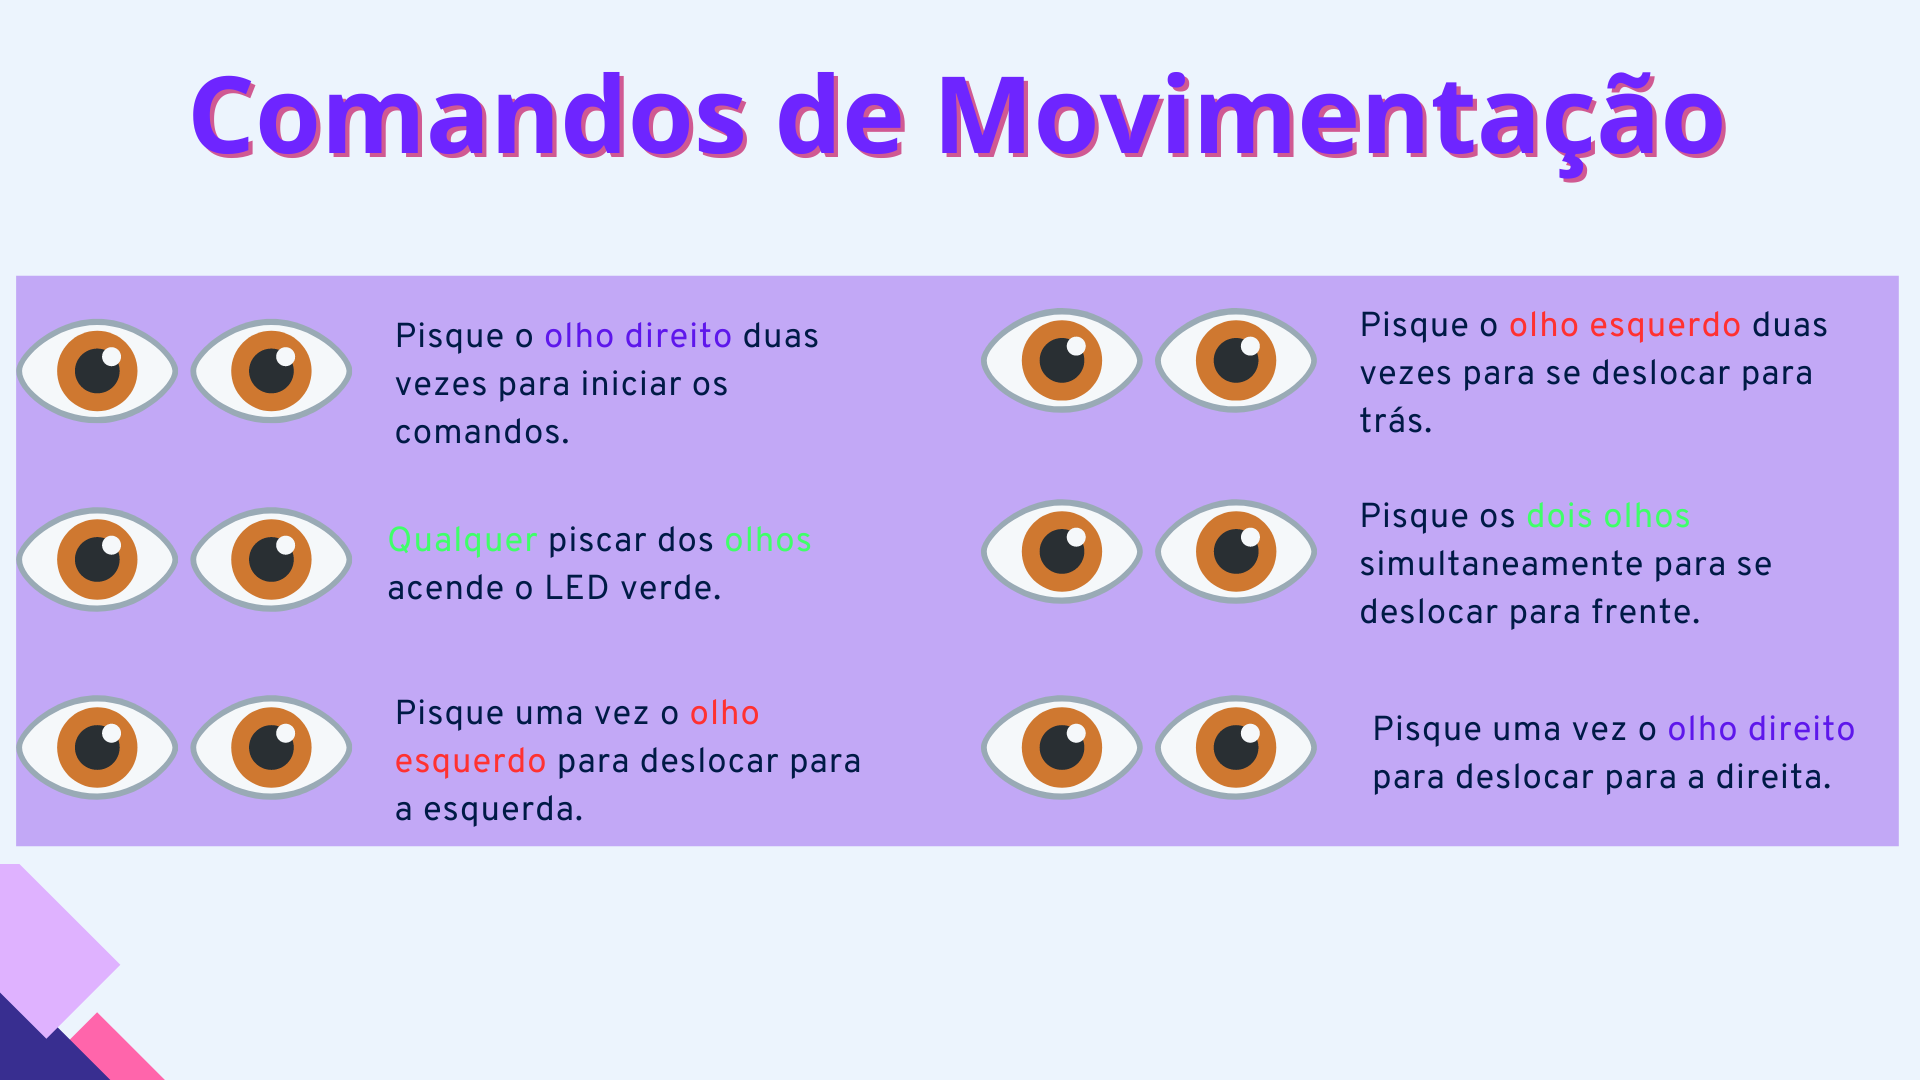 Comandos de Movimentação
Pisque o olho direito duas
vezes para iniciar os
comandos.
Qualquer piscar dos olhos
acende o LED verde.
Pisque uma vez o olho
esquerdo para deslocar para
a esquerda.
Pisque o olho esquerdo duas
vezes para se deslocar para
trás.
Pisque os dois olhos
simultaneamente para se
deslocar para frente.
Pisque uma vez o olho direito
para deslocar para a direita.